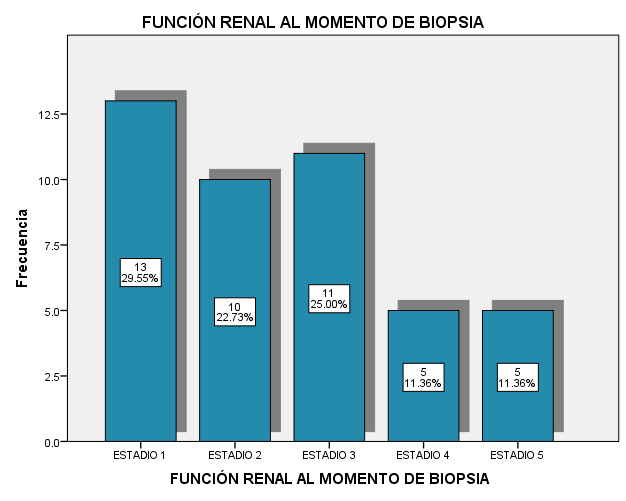 FUNCIÓN RENAL AL MOMENTO DE BIOPSIA
12.5
10.0
7.5
5.0
2.5
0.0
Frecuencia
13
29.55%
10
22.73%
11
25.00%
5
11.36%
5
11.36%
ESTADIO 1
ESTADIO 2
ESTADIO 3
ESTADIO 4
ESTADIO 5
FUNCIÓN RENAL AL MOMENTO DE BIOPSIA